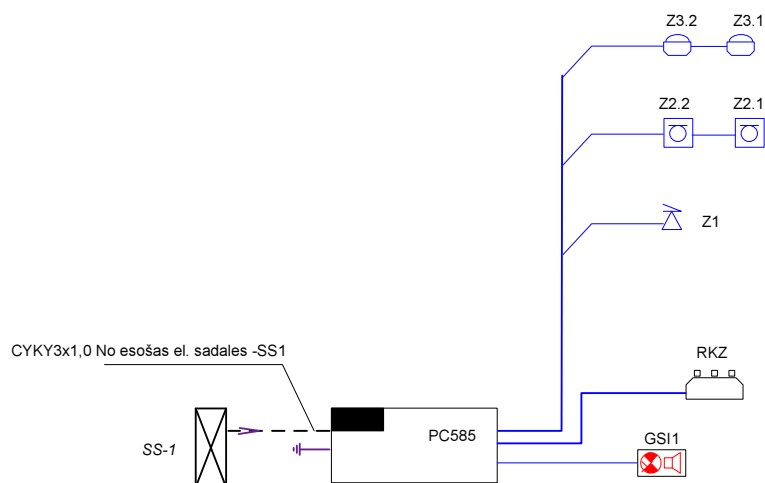 Z3.2 Z3.1
Z2.2 Z2.1
Z1
CYKY3x1,0 No esošas el. sadales -SS1
RKZ
PC585
GSI1
SS-1